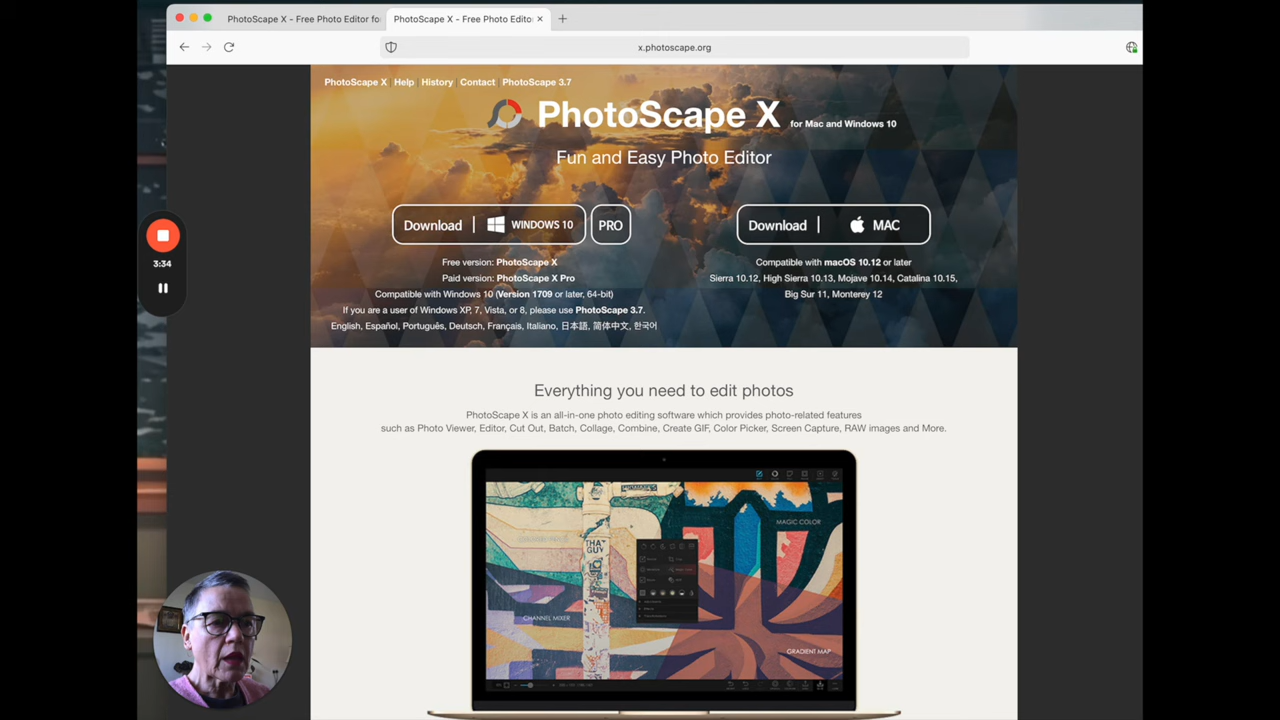 PhotoScape X - Free Photo Editor fo
PhotoScape X - Free Photo Edito
x.photoscape.org
PhotoScape X | Help | History | Contact | PhotoScape 3.7
PhotoScape X for Mac and Windows 10
Fun and Easy Photo Editor
Download | WINDOWS 10 PRO
Download | MAC
Free version: PhotoScape X
Paid version: PhotoScape X Pro
Compatible with Windows 10 (Version 1709 or later, 64-bit)
If you are a user of Windows XP, 7, Vista, or 8, please use PhotoScape 3.7.
English, Español, Português, Deutsch, Français, Italiano, 日本語, 简体中文, 한국어
Compatible with macOS 10.12 or later
Sierra 10.12, High Sierra 10.13, Mojave 10.14, Catalina 10.15,
Big Sur 11, Monterey 12
3:34
Everything you need to edit photos
PhotoScape X is an all-in-one photo editing software which provides photo-related features
such as Photo Viewer, Editor, Cut Out, Batch, Collage, Combine, Create GIF, Color Picker, Screen Capture, RAW images and More.
MAGIC COLOR
THAT
GUY
CHANNEL MIXER
GRADIENT MAP